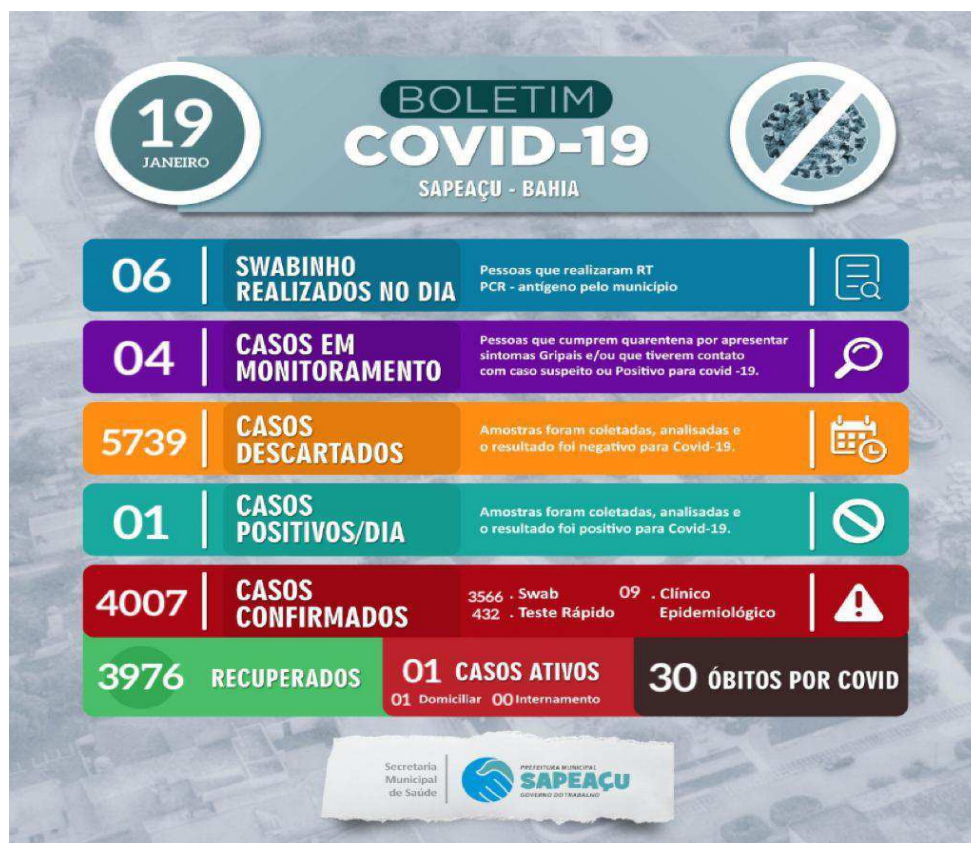 19
JANEIRO
BOLETIM
COVID-19
SAPEAÇU - BAHIA
06
SWABINHO
REALIZADOS NO DIA
Pessoas que realizaram RT
PCR - antígeno pelo município
04
CASOS EM
MONITORAMENTO
Pessoas que cumprem quarentena por apresentar
sintomas Gripais e/ou que tiverem contato
com caso suspeito ou Positivo para covid -19.
5739
CASOS
DESCARTADOS
Amostras foram coletadas, analisadas e
o resultado foi negativo para Covid-19.
01
CASOS
POSITIVOS/DIA
Amostras foram coletadas, analisadas e
o resultado foi positivo para Covid-19.
4007
CASOS
CONFIRMADOS
3566 . Swab
432 . Teste Rápido
09 . Clínico
Epidemiológico
3976 RECUPERADOS
01 CASOS ATIVOS
01 Domiciliar 00 Internamento
30 ÓBITOS POR COVID
Secretaria
Municipal
de Saúde
PREFEITURA MUNICIPAL
SAPEAÇU
GOVERNO DO TRABALHO